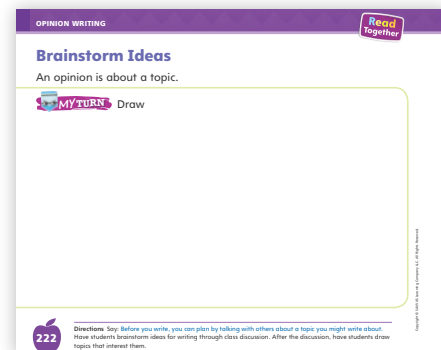 OPINION WRITING
Read
Together
Brainstorm Ideas
An opinion is about a topic.
MY TURN Draw
222
Directions Say: Before you write, you can plan by talking with others about a topic you might write about.
Have students brainstorm ideas for writing through class discussion. After the discussion, have students draw
topics that interest them.